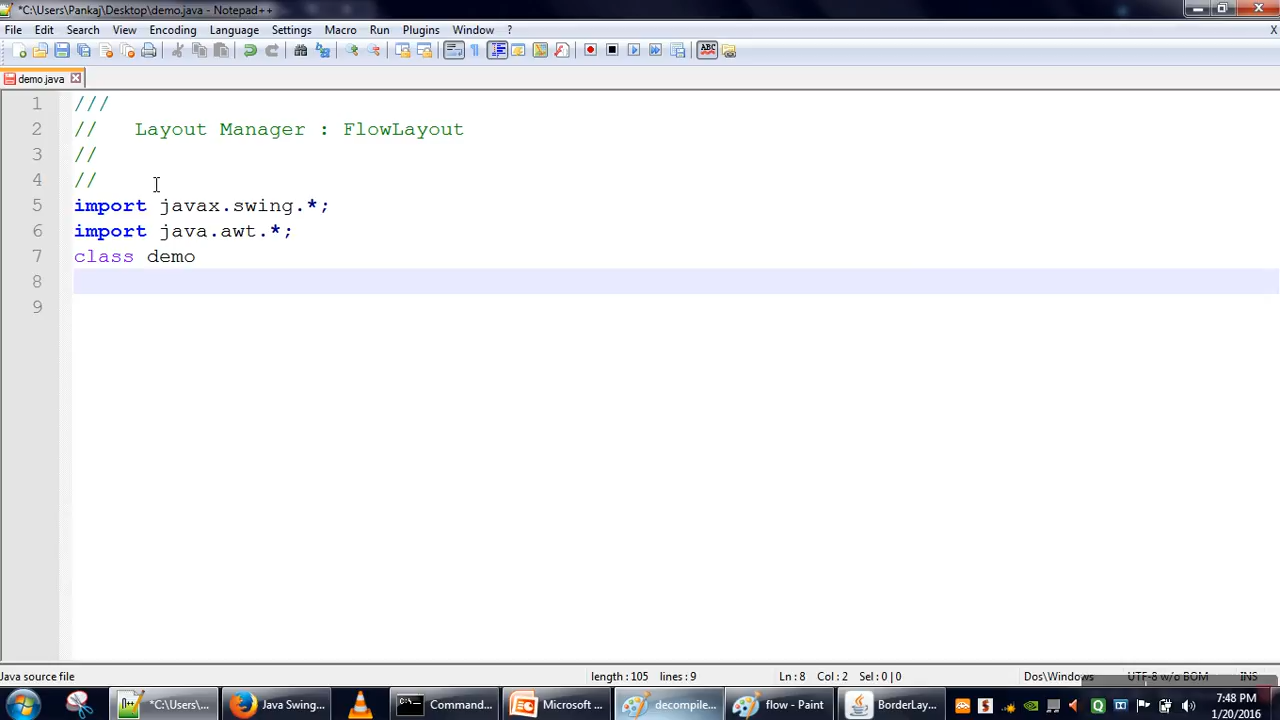 *C:\Users\Pankaj\Desktop\demo.java - Notepad++
File Edit Search View Encoding Language Settings Macro Run Plugins Window ? X
demo.java
1 ///
2 // Layout Manager : FlowLayout
3 //
4 //
5 import javax.swing.*;
6 import java.awt.*;
7 class demo
8
9
Java source file length : 105 lines : 9 Ln : 8 Col : 2 Sel : 0 | 0 Dos\Windows UTF-8 w/o BOM INS
*C:\Users\... Java Swing... Command... Microsoft ... decompile... flow - Paint BorderLay... 7:48 PM
1/20/2016